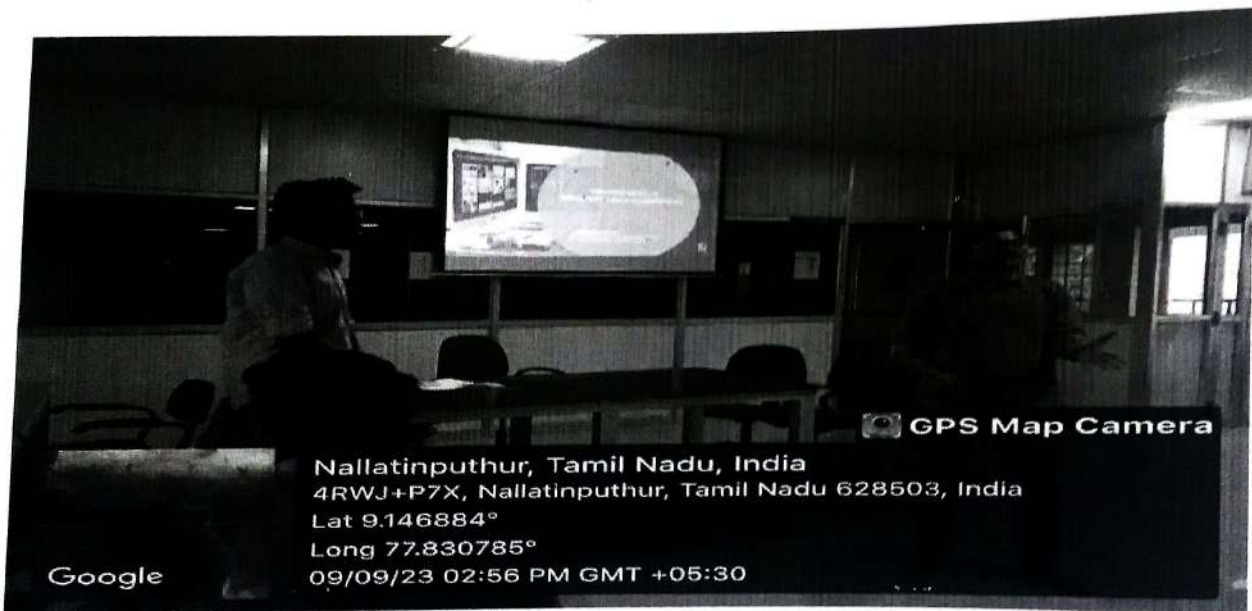 GPS Map Camera
Nallatinputhur, Tamil Nadu, India
4RWJ+P7X, Nallatinputhur, Tamil Nadu 628503, India
Lat 9.146884°
Long 77.830785°
09/09/23 02:56 PM GMT +05:30
Google